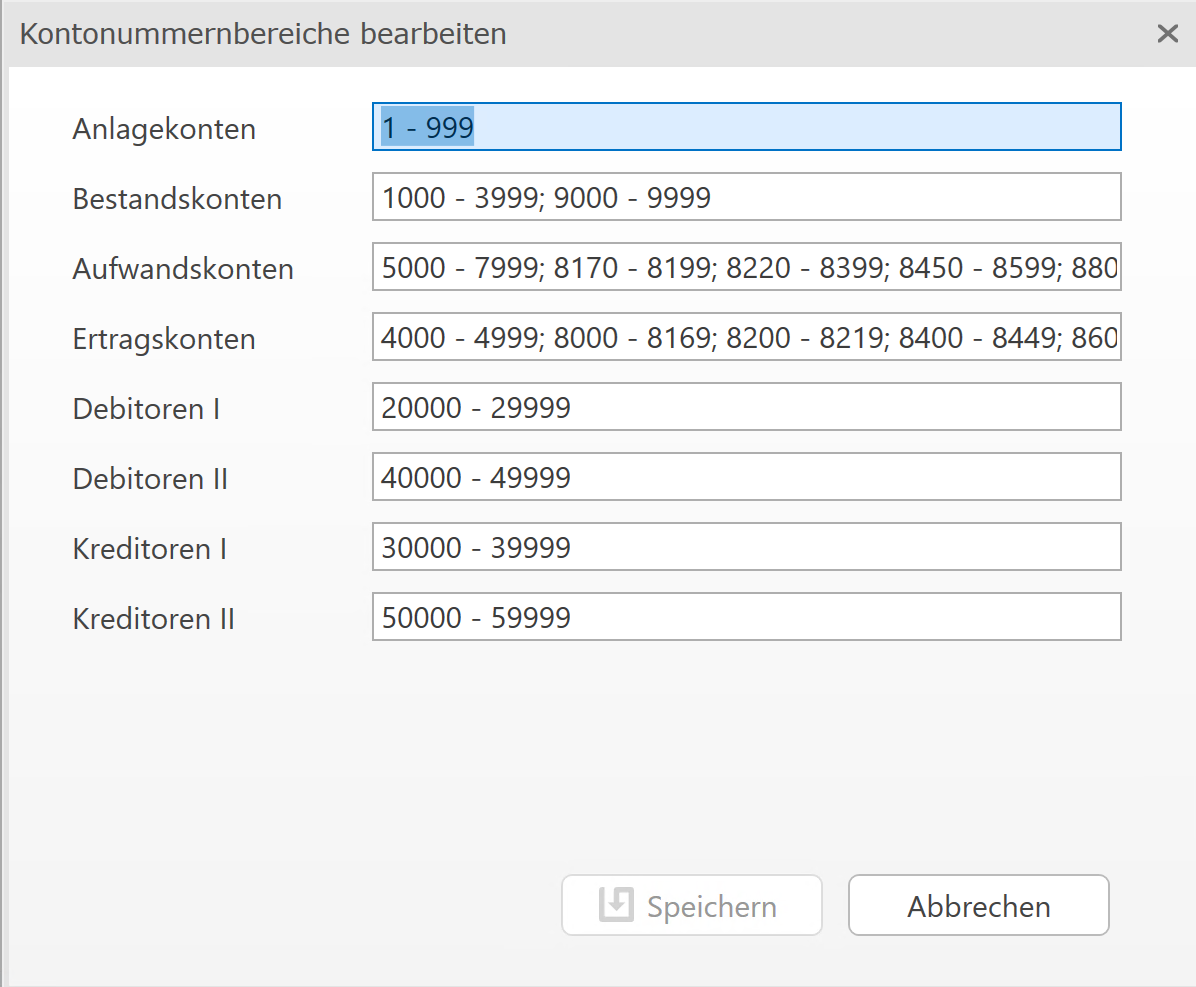 Kontonummernbereiche bearbeiten
Anlagekonten 1 - 999
Bestandskonten 1000 - 3999; 9000 - 9999
Aufwandskonten 5000 - 7999; 8170 - 8199; 8220 - 8399; 8450 - 8599; 880
Ertragskonten 4000 - 4999; 8000 - 8169; 8200 - 8219; 8400 - 8449; 860
Debitoren I 20000 - 29999
Debitoren II 40000 - 49999
Kreditoren I 30000 - 39999
Kreditoren II 50000 - 59999
Speichern Abbrechen